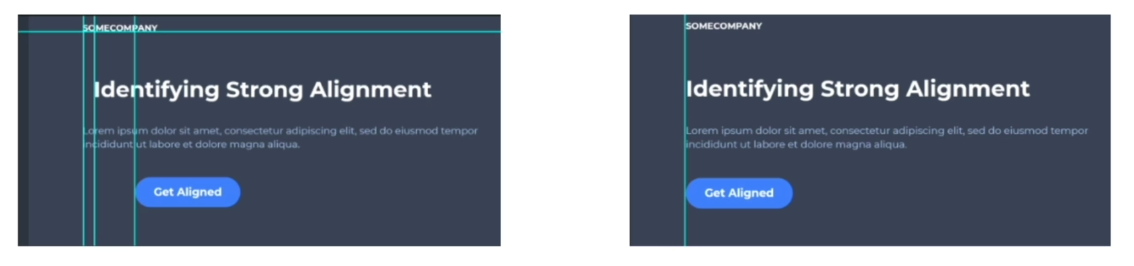 SOMECOMPANY
Identifying Strong Alignment
Lorem ipsum dolor sit amet, consectetur adipiscing elit, sed do eiusmod tempor
incididunt ut labore et dolore magna aliqua.
Get Aligned
SOMECOMPANY
Identifying Strong Alignment
Lorem ipsum dolor sit amet, consectetur adipiscing elit, sed do eiusmod tempor
incididunt ut labore et dolore magna aliqua.
Get Aligned